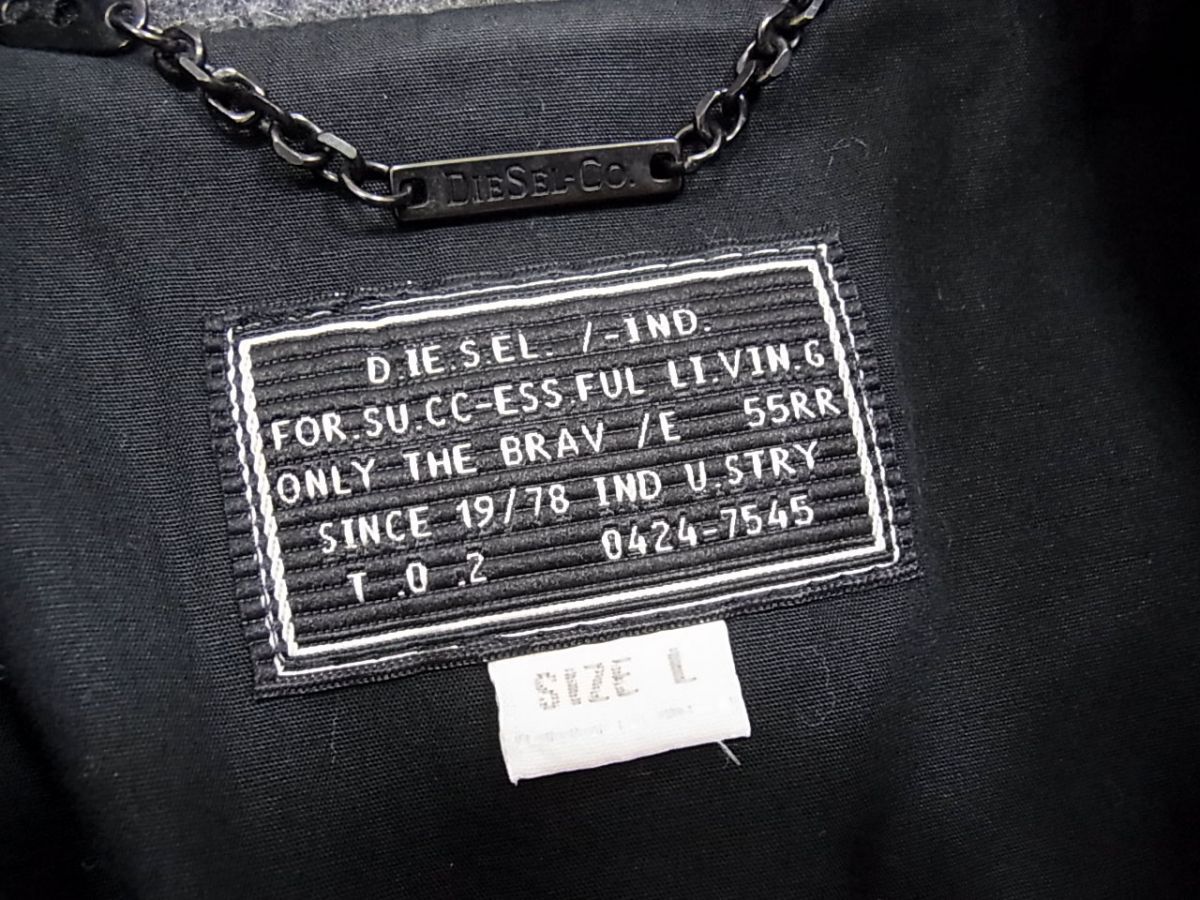 DIESEL-CO.
D.IE.S.EL. /-IND.
FOR.SU.CC-ESS.FUL LI.VIN.G
ONLY THE BRAV /E 55RR
SINCE 19/78 IND U.STRY
T.O.2 0424-7545
SIZE L